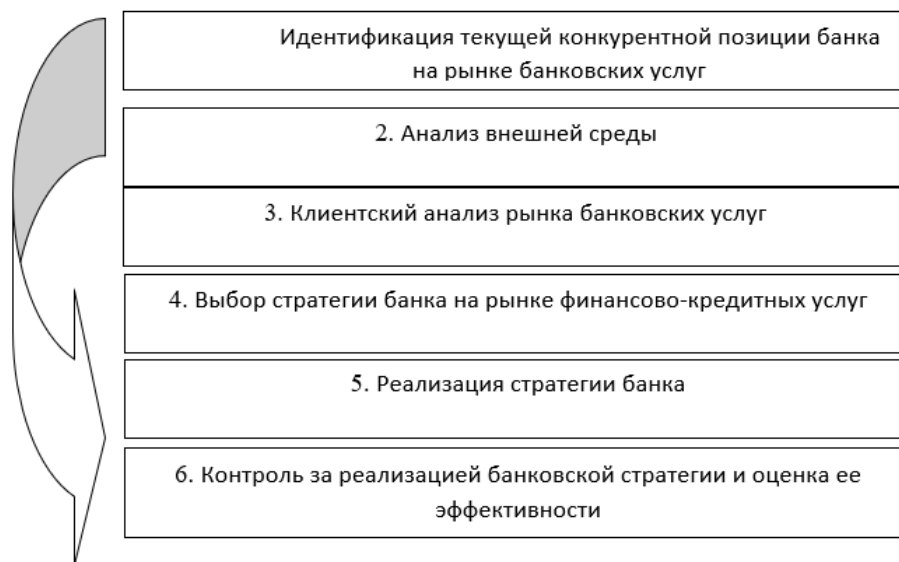 Идентификация текущей конкурентной позиции банка
на рынке банковских услуг
2. Анализ внешней среды
3. Клиентский анализ рынка банковских услуг
4. Выбор стратегии банка на рынке финансово-кредитных услуг
5. Реализация стратегии банка
6. Контроль за реализацией банковской стратегии и оценка ее
эффективности